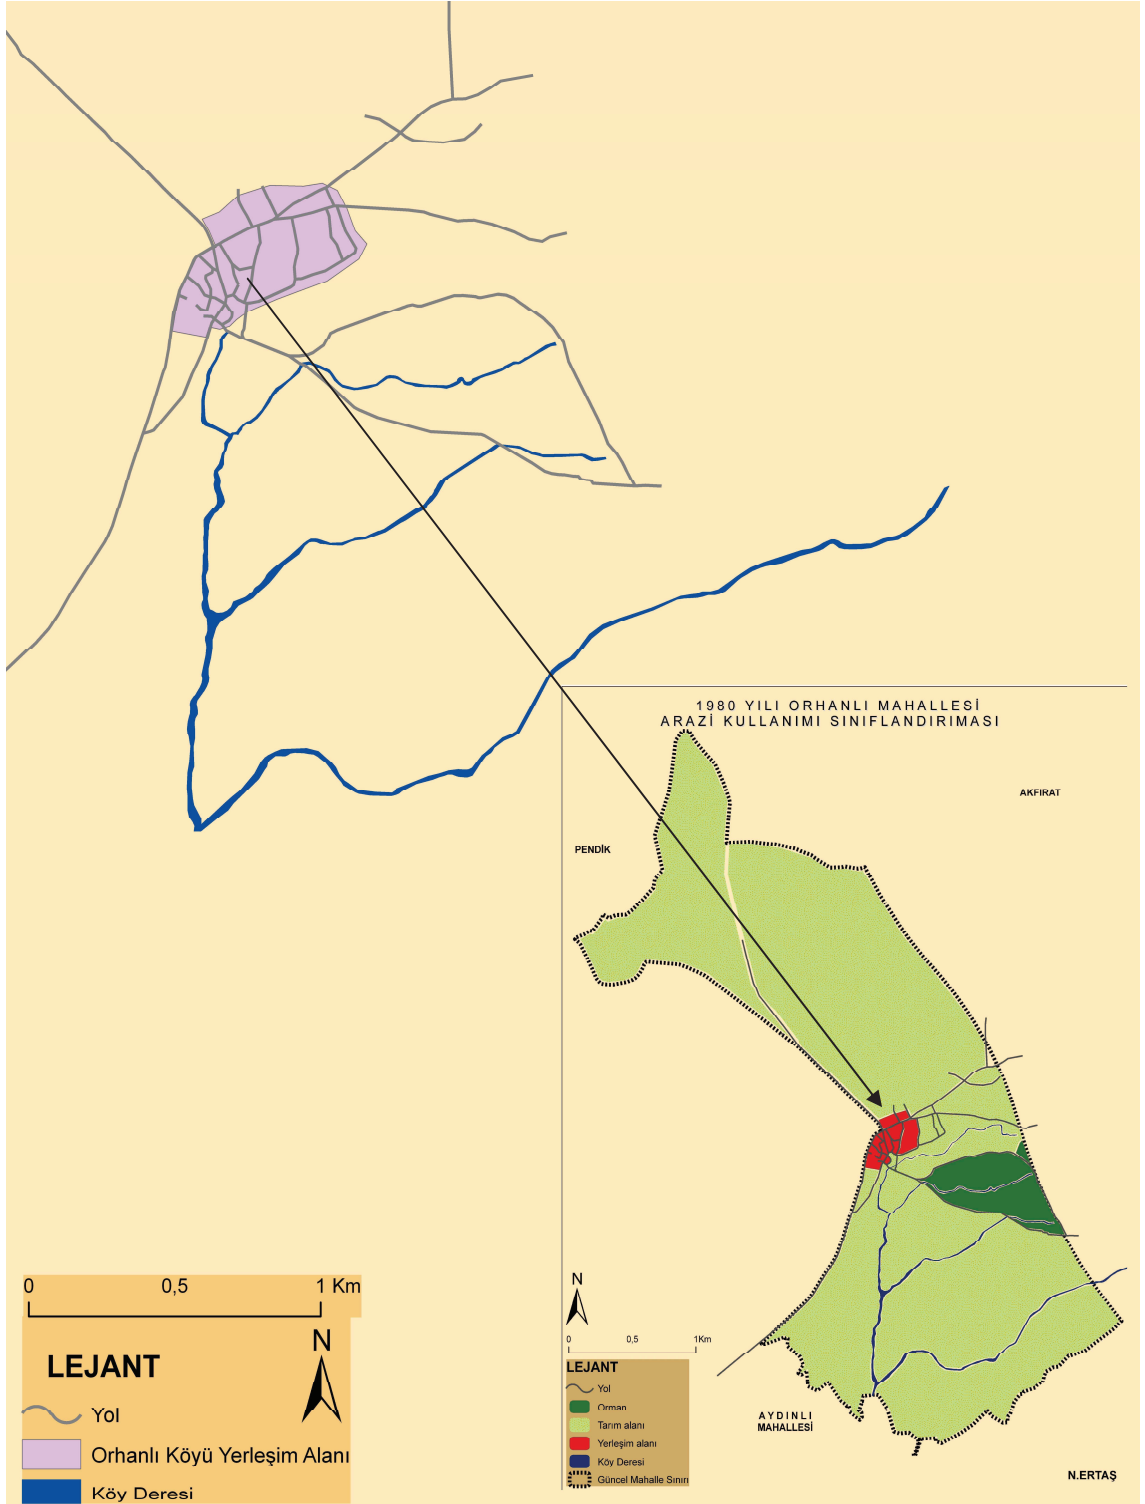 1980 YILI ORHANLI MAHALLESİ
ARAZİ KULLANIMI SINIFLANDIRIMASI
AKFIRAT
PENDİK
0 0,5 1 Km
N
LEJANT
Yol
Orhanlı Köyü Yerleşim Alanı
Köy Deresi
N
0 0,5 1Km
LEJANT
Yol
Orman
Tarım alanı
Yerleşim alanı
Köy Deresi
Güncel Mahalle Sınırı
AYDINLI
MAHALLESİ
N.ERTAŞ